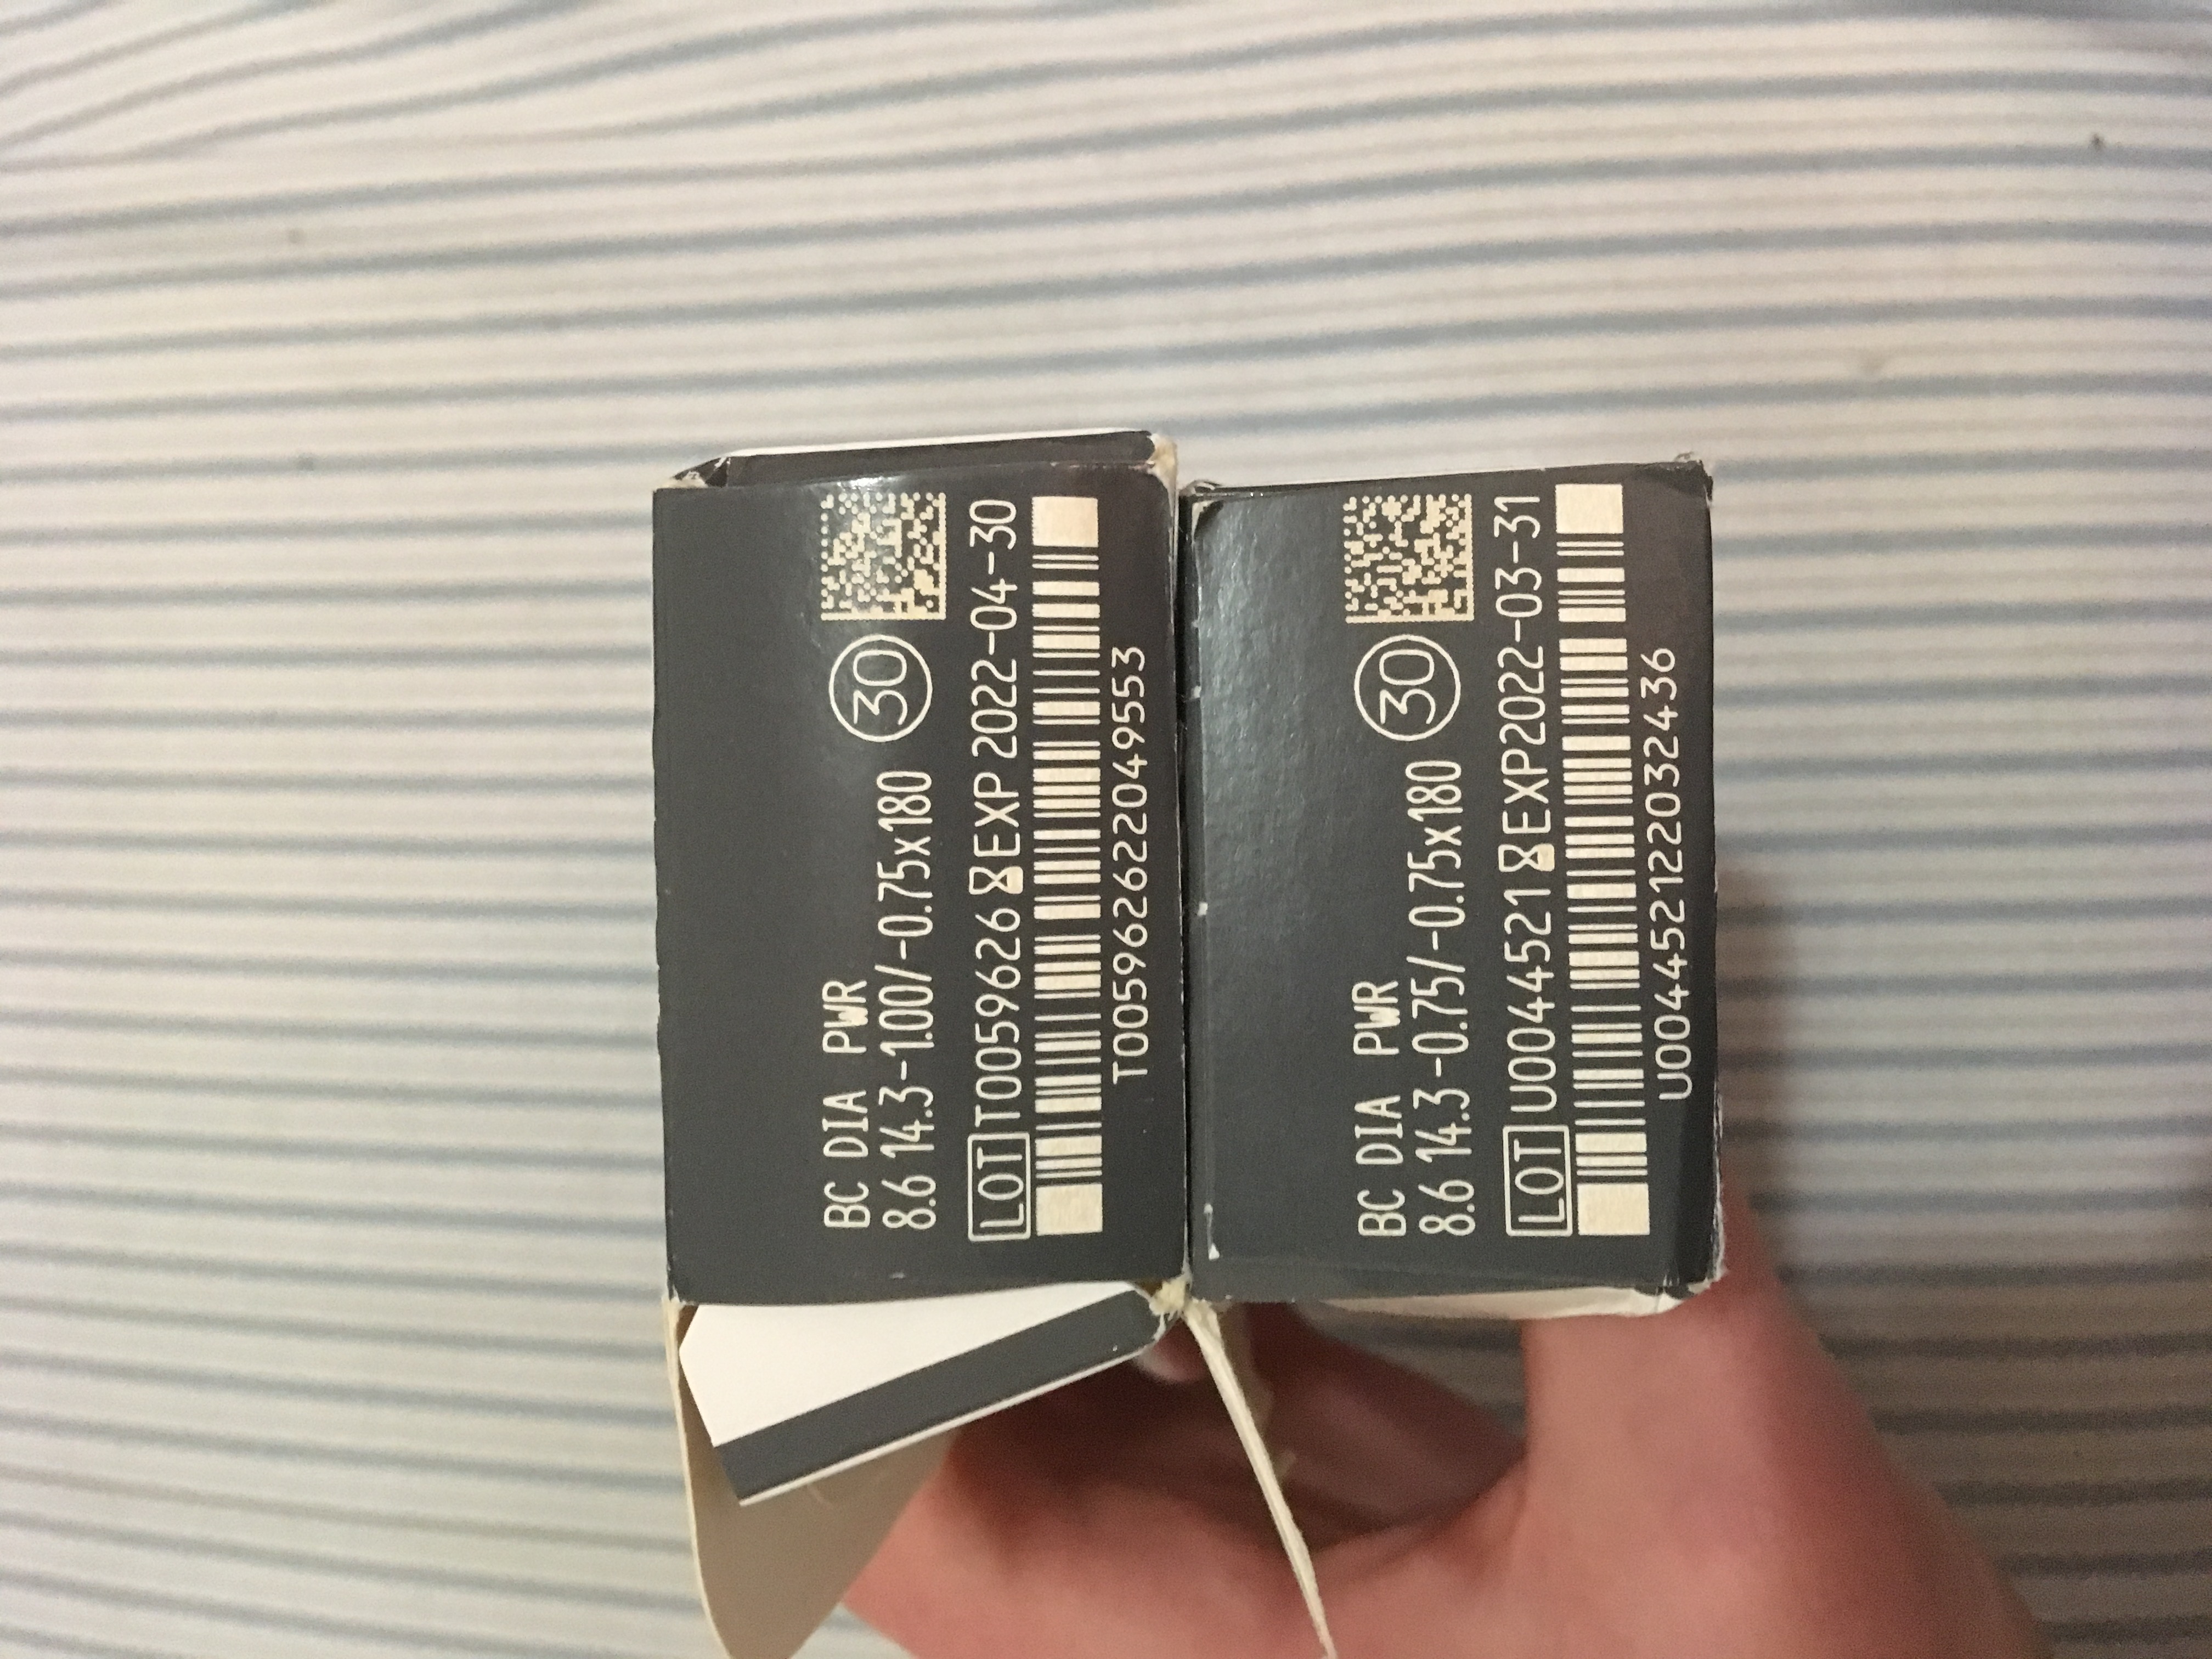 BC DIA PWR
8.6 14.3-1.00/-0.75x180
30
LOT T0059626 EXP 2022-04-30
T005962622049553
BC DIA PWR
8.6 14.3-0.75/-0.75x180
30
LOT U0044521 EXP2022-03-31
U004452122032436